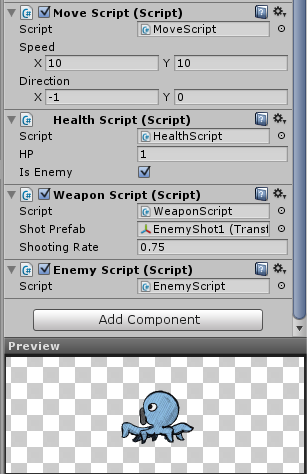 Move Script (Script)
Script MoveScript
Speed
X 10 Y 10
Direction
X -1 Y 0
Health Script (Script)
Script HealthScript
HP 1
Is Enemy
Weapon Script (Script)
Script WeaponScript
Shot Prefab EnemyShot1 (Transf
Shooting Rate 0.75
Enemy Script (Script)
Script EnemyScript
Add Component
Preview